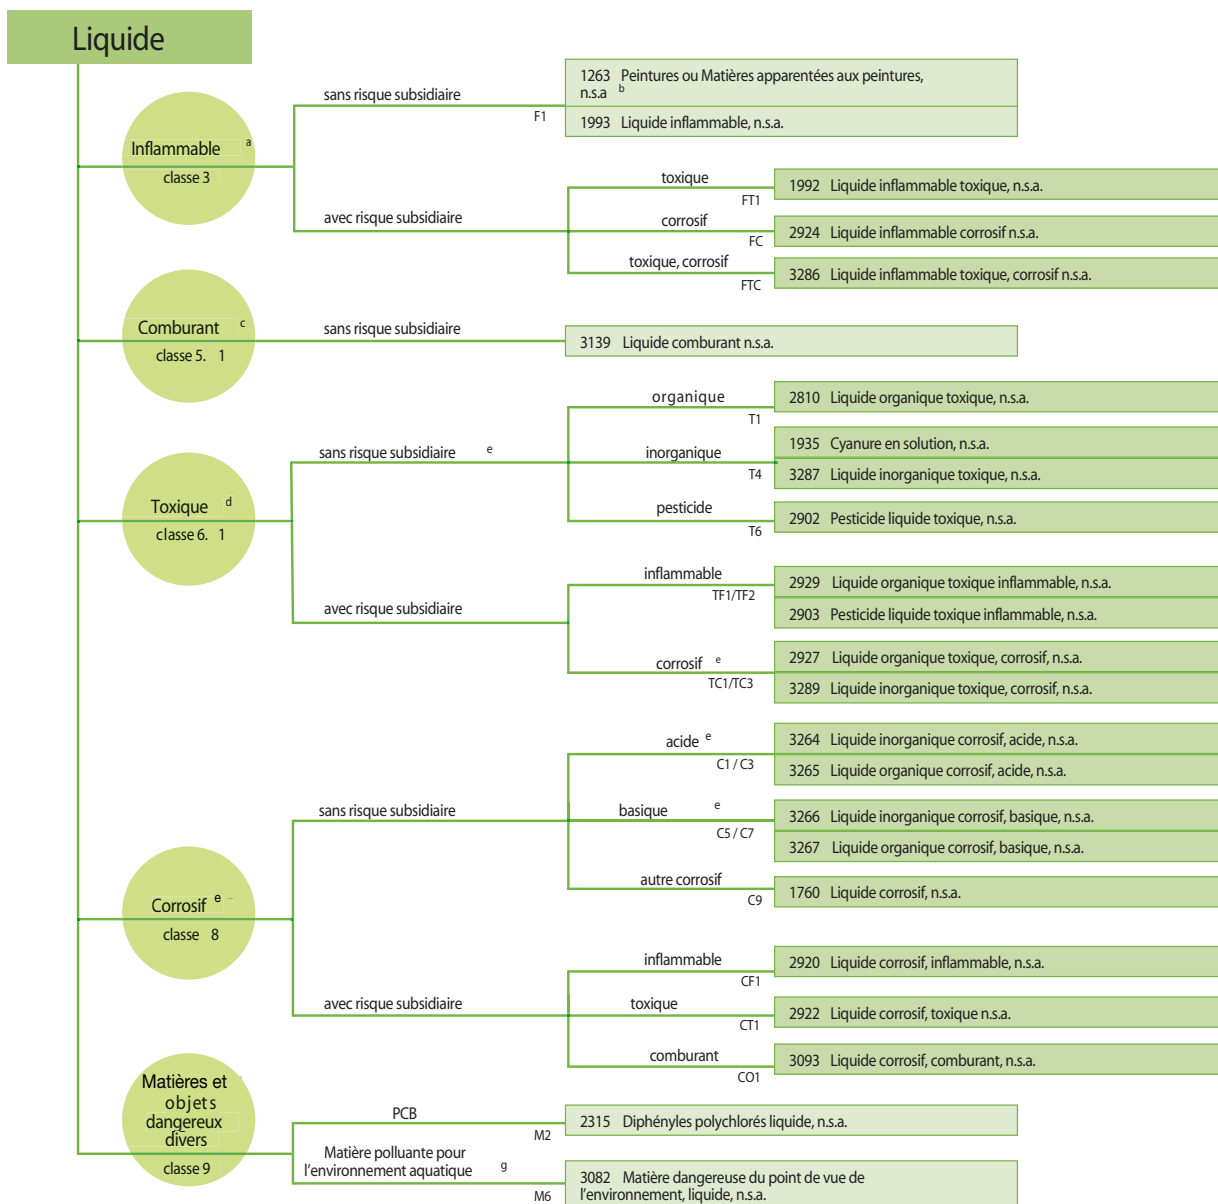 Liquide
Inflammable a
classe 3
sans risque subsidiaire
F1
1263 Peintures ou Matières apparentées aux peintures,
n.s.a b
1993 Liquide inflammable, n.s.a.
avec risque subsidiaire
toxique
FT1
1992 Liquide inflammable toxique, n.s.a.
corrosif
FC
2924 Liquide inflammable corrosif n.s.a.
toxique, corrosif
FTC
3286 Liquide inflammable toxique, corrosif n.s.a.
Comburant c
classe 5. 1
sans risque subsidiaire
3139 Liquide comburant n.s.a.
Toxique d
classe 6. 1
sans risque subsidiaire e
organique
T1
2810 Liquide organique toxique, n.s.a.
inorganique
T4
1935 Cyanure en solution, n.s.a.
3287 Liquide inorganique toxique, n.s.a.
pesticide
T6
2902 Pesticide liquide toxique, n.s.a.
avec risque subsidiaire
inflammable
TF1/TF2
2929 Liquide organique toxique inflammable, n.s.a.
2903 Pesticide liquide toxique inflammable, n.s.a.
corrosif e
TC1/TC3
2927 Liquide organique toxique, corrosif, n.s.a.
3289 Liquide inorganique toxique, corrosif, n.s.a.
Corrosif e
classe 8
sans risque subsidiaire
acide e
C1 / C3
3264 Liquide inorganique corrosif, acide, n.s.a.
3265 Liquide organique corrosif, acide, n.s.a.
basique e
C5 / C7
3266 Liquide inorganique corrosif, basique, n.s.a.
3267 Liquide organique corrosif, basique, n.s.a.
autre corrosif
C9
1760 Liquide corrosif, n.s.a.
avec risque subsidiaire
inflammable
CF1
2920 Liquide corrosif, inflammable, n.s.a.
toxique
CT1
2922 Liquide corrosif, toxique n.s.a.
comburant
CO1
3093 Liquide corrosif, comburant, n.s.a.
Matières et
objets
dangereux
divers
classe 9
PCB
M2
2315 Diphényles polychlorés liquide, n.s.a.
Matière polluante pour
l'environnement aquatique g
M6
3082 Matière dangereuse du point de vue de
l'environnement, liquide, n.s.a.